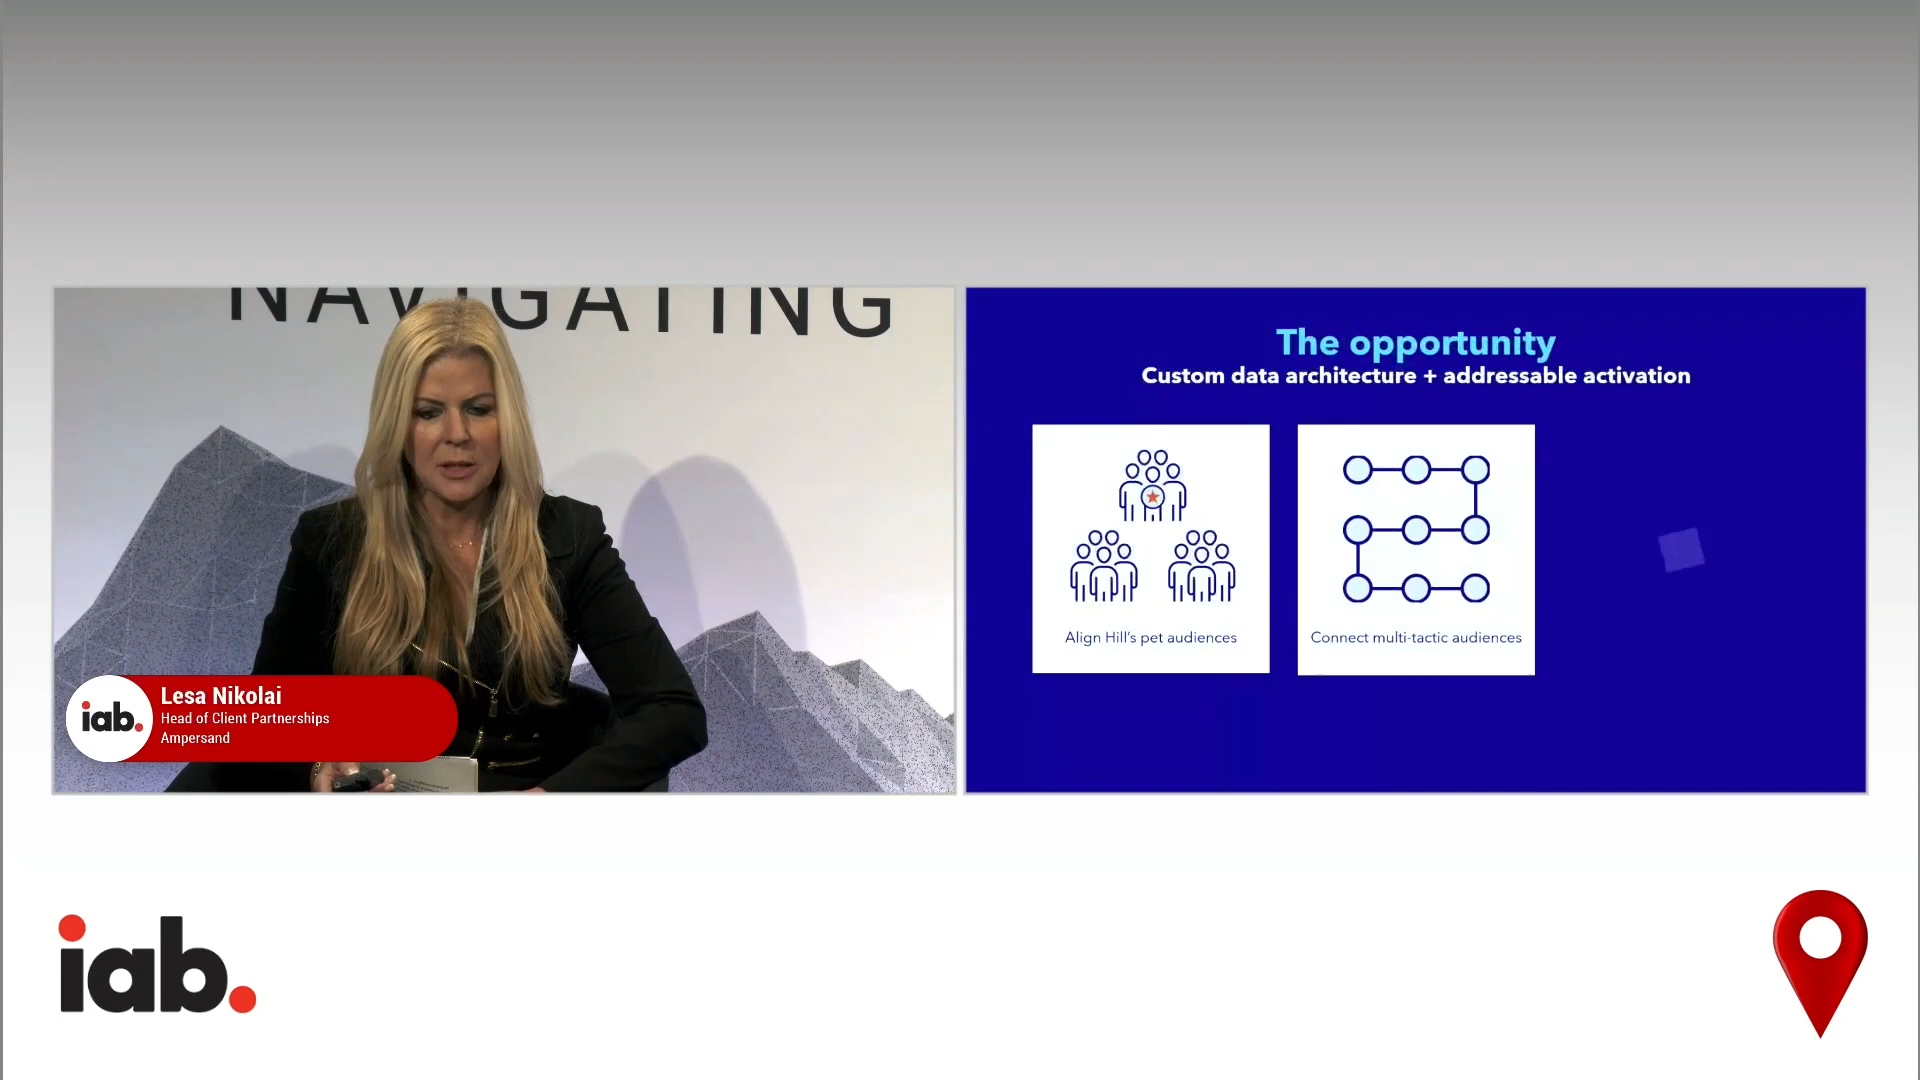 NAVIGATING
iab.
Lesa Nikolai
Head of Client Partnerships
Ampersand
The opportunity
Custom data architecture + addressable activation
Align Hill's pet audiences
Connect multi-tactic audiences
iab.